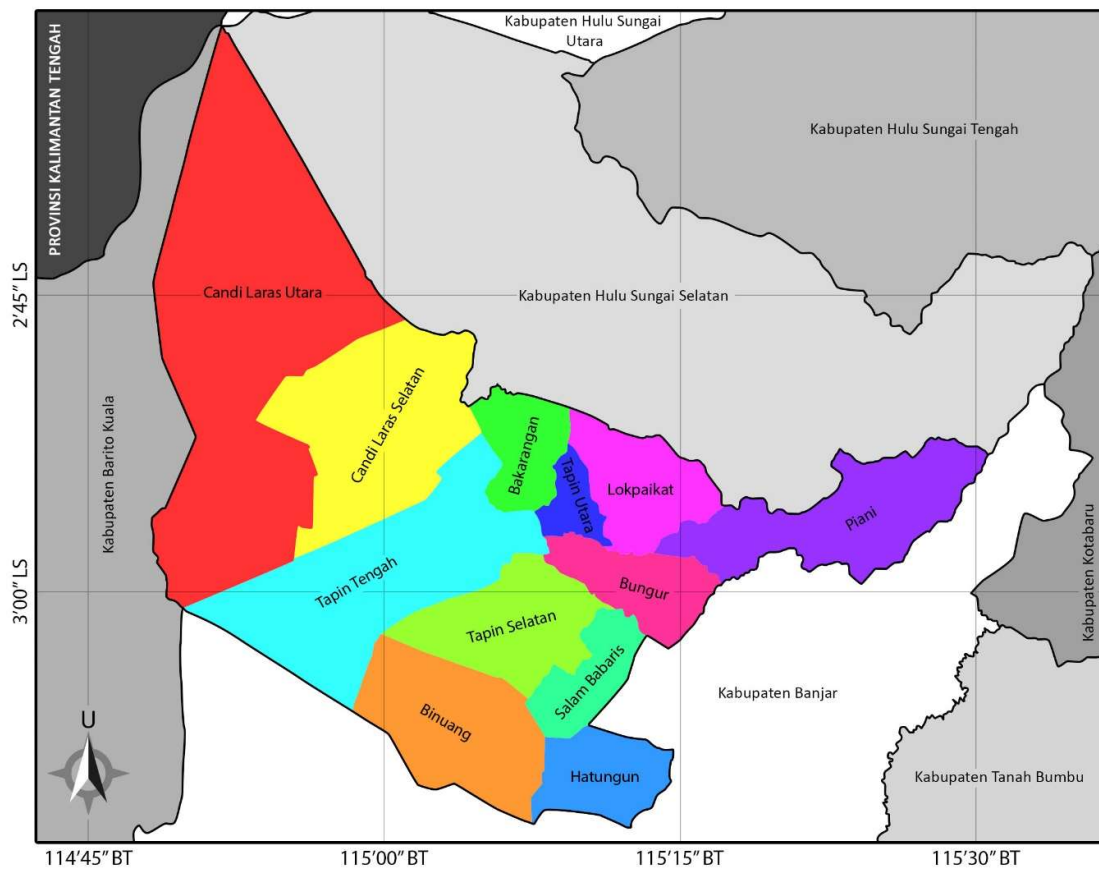 Kabupaten Hulu Sungai
Utara
PROVINSI KALIMANTAN TENGAH
Kabupaten Hulu Sungai Tengah
2'45" LS
Candi Laras Utara
Kabupaten Hulu Sungai Selatan
Kabupaten Barito Kuala
Candi Laras Selatan
Bakarangan
Tapin Utara
Lokpaikat
Piani
3'00" LS
Tapin Tengah
Bungur
Kabupaten Kotabaru
Tapin Selatan
Salam Babaris
Kabupaten Banjar
Binuang
U
Hatungun
Kabupaten Tanah Bumbu
114'45" BT
115'00" BT
115'15" BT
115'30" BT